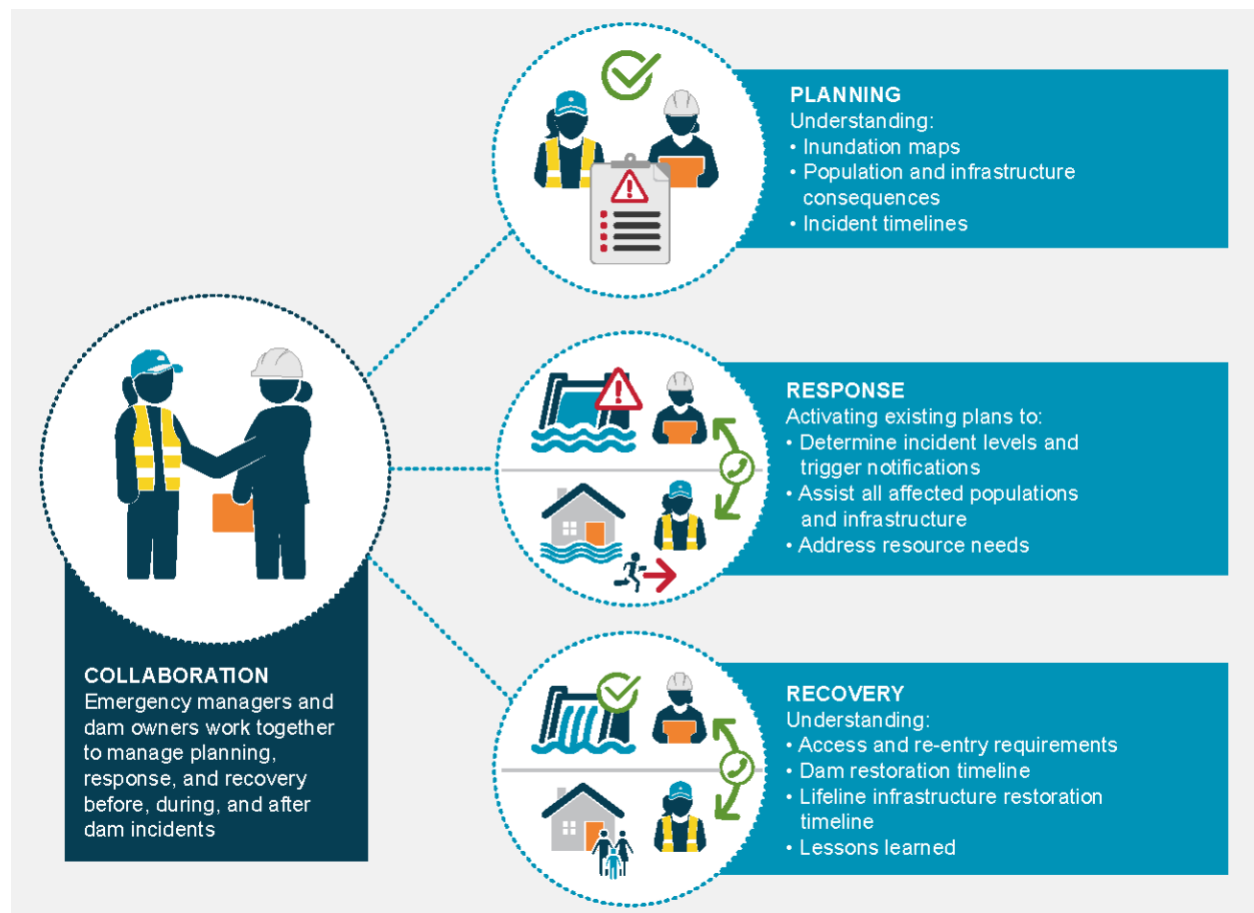 PLANNING
Understanding:
• Inundation maps
• Population and infrastructure
consequences
• Incident timelines
RESPONSE
Activating existing plans to:
• Determine incident levels and
trigger notifications
• Assist all affected populations
and infrastructure
• Address resource needs
COLLABORATION
Emergency managers and
dam owners work together
to manage planning,
response, and recovery
before, during, and after
dam incidents
RECOVERY
Understanding:
• Access and re-entry requirements
• Dam restoration timeline
• Lifeline infrastructure restoration
timeline
• Lessons learned